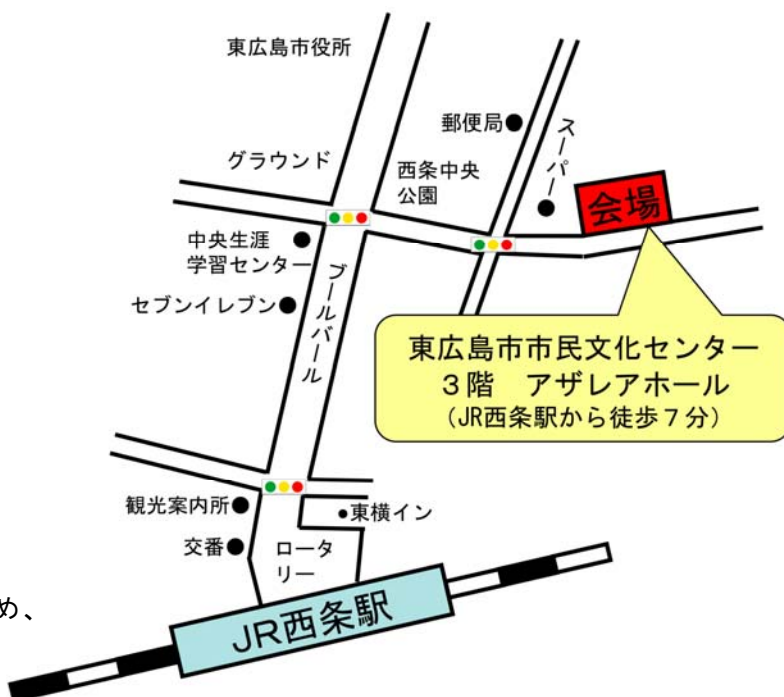 東広島市役所
郵便局
スーパー
グラウンド
西条中央
公園
会場
中央生涯
学習センター
セブンイレブン
ブールバール
東広島市市民文化センター
３階　アザレアホール
（JR西条駅から徒歩７分）
観光案内所
東横イン
交番
ロータ
リー
め、
JR西条駅